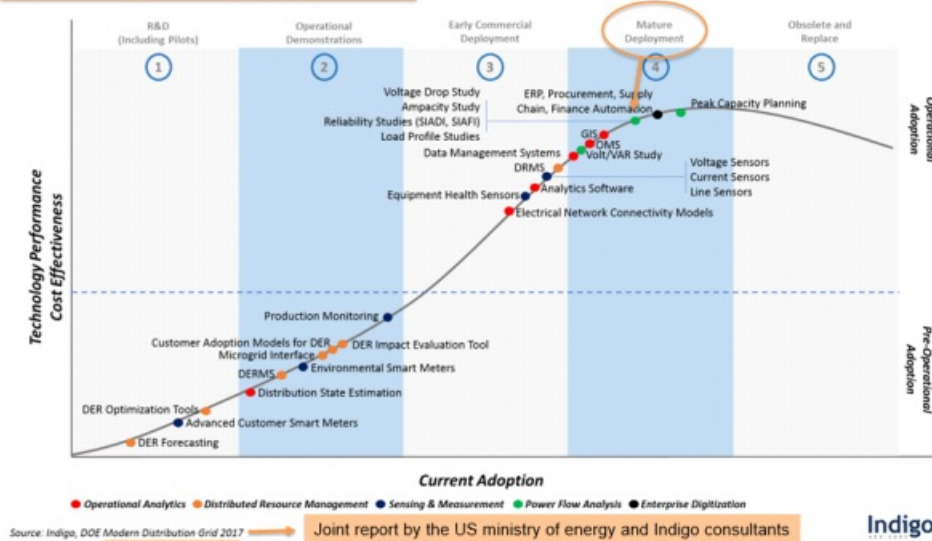 R&D
(Including Pilots)
Operational
Demonstrations
Early Commercial
Deployment
Mature
Deployment
Obsolete and
Replace
1
2
3
4
5
Voltage Drop Study
Ampacity Study
Reliability Studies (SIADI, SIAFI)
Load Profile Studies
ERP, Procurement, Supply
Chain, Finance Automation
Peak Capacity Planning
GIS
OMS
Data Management Systems
Volt/VAR Study
DRMS
Voltage Sensors
Current Sensors
Line Sensors
Analytics Software
Equipment Health Sensors
Electrical Network Connectivity Models
Production Monitoring
Customer Adoption Models for DER
DER Impact Evaluation Tool
Microgrid Interface
Environmental Smart Meters
DERMS
Distribution State Estimation
DER Optimization Tools
Advanced Customer Smart Meters
DER Forecasting
Technology Performance
Cost Effectiveness
Operational
Adoption
Pre-Operational
Adoption
Current Adoption
Operational Analytics
Distributed Resource Management
Sensing & Measurement
Power Flow Analysis
Enterprise Digitization
Source: Indigo, DOE Modern Distribution Grid 2017
Joint report by the US ministry of energy and Indigo consultants
Indigo